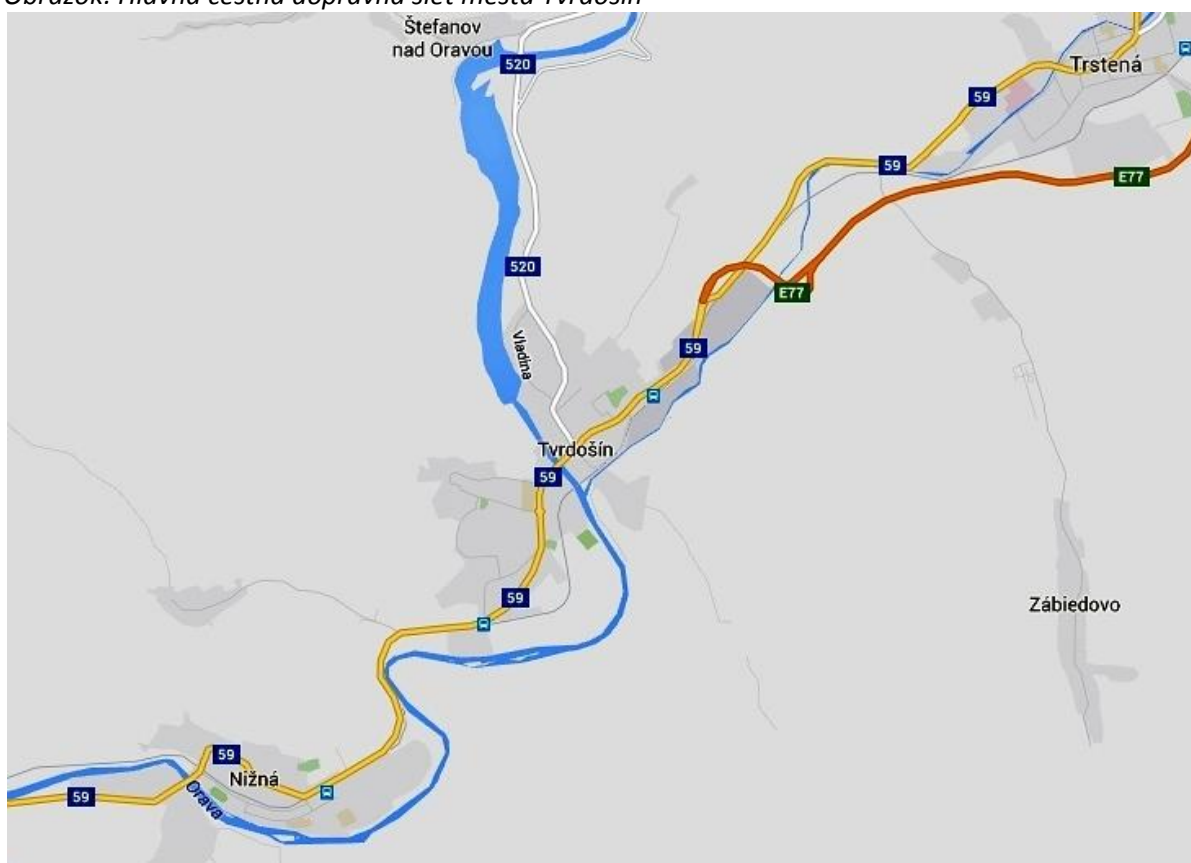 Obrázok: Hlavná cestná dopravná sieť mesta Tvrdošín
Štefanov
nad Oravou
520
Trstená
59
59
E77
520
E77
Vladina
59
Tvrdošín
59
59
Zábiedovo
59
Nižná
59
Orava